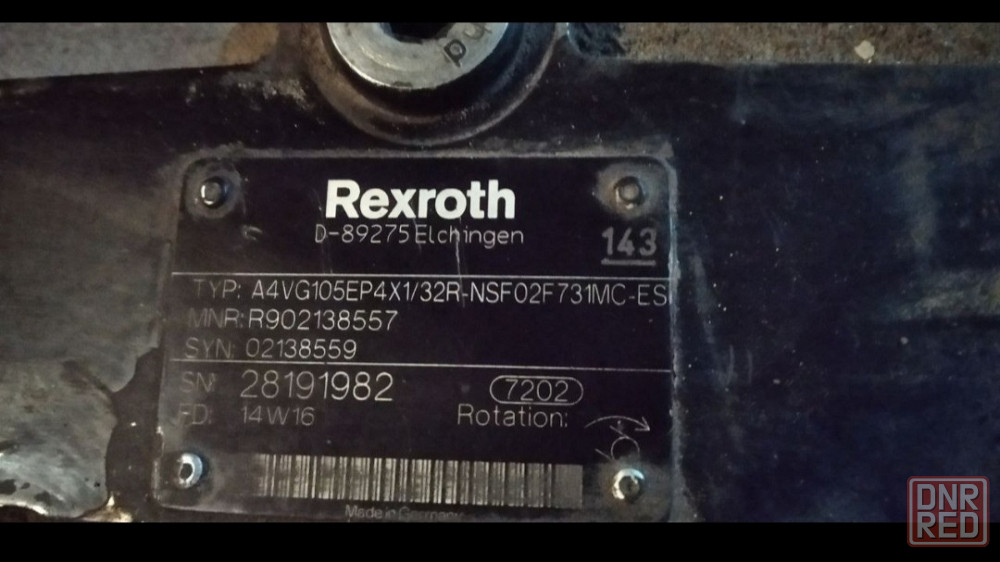 Rexroth
D-89275 Elchingen
143
TYP: A4VG105EP4X1/32R-NSF02F731MC-ES
MNR: R902138557
SYN: 02138559
SN: 28191982
7202
FD: 14W16
Rotation:
Made in Germany
DNR
RED